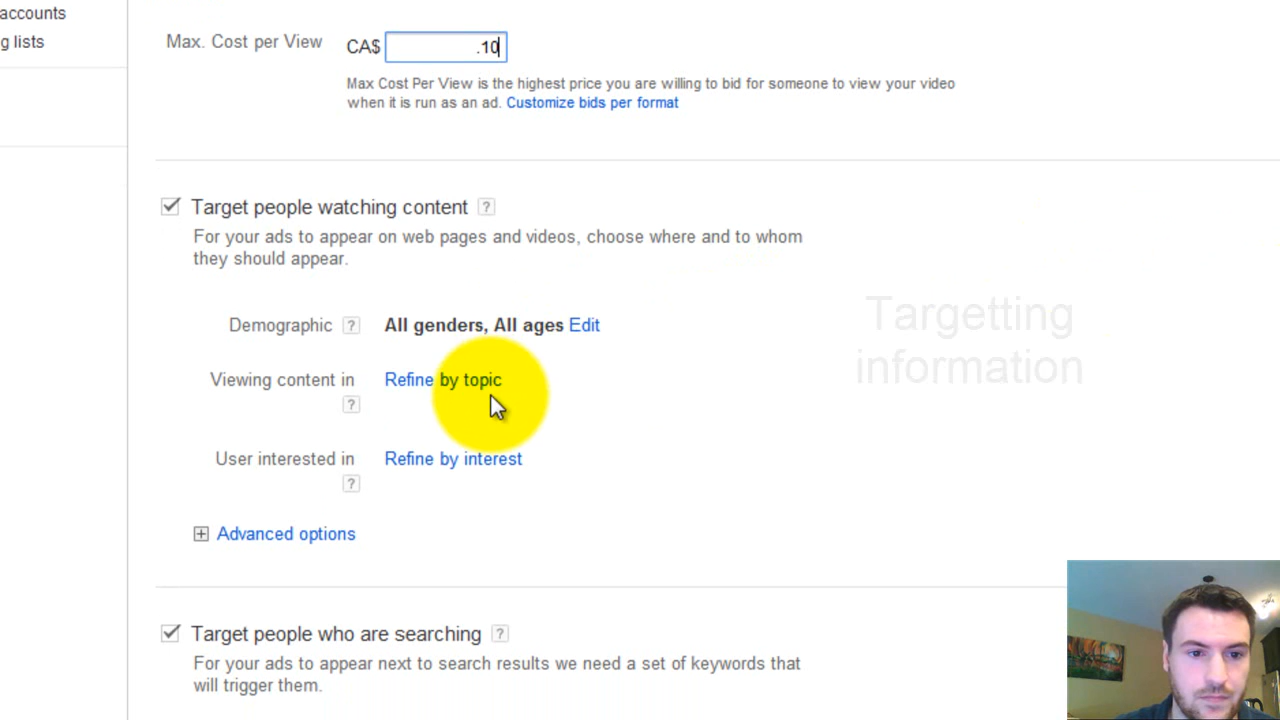 accounts
g lists
Max. Cost per View
CA$ .10
Max Cost Per View is the highest price you are willing to bid for someone to view your video
when it is run as an ad. Customize bids per format
Target people watching content ?
For your ads to appear on web pages and videos, choose where and to whom
they should appear.
Targetting
information
Demographic ? All genders, All ages Edit
Viewing content in Refine by topic
?
User interested in Refine by interest
?
Advanced options
Target people who are searching ?
For your ads to appear next to search results we need a set of keywords that
will trigger them.